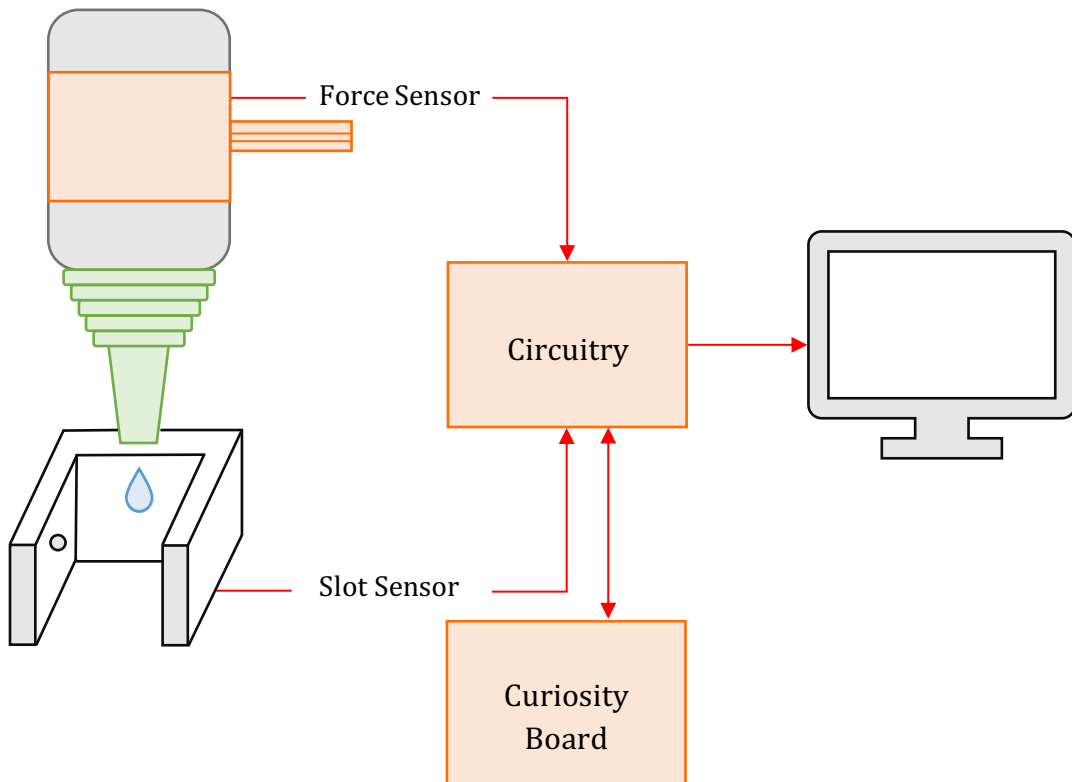 Force Sensor
Circuitry
Slot Sensor
Curiosity
Board